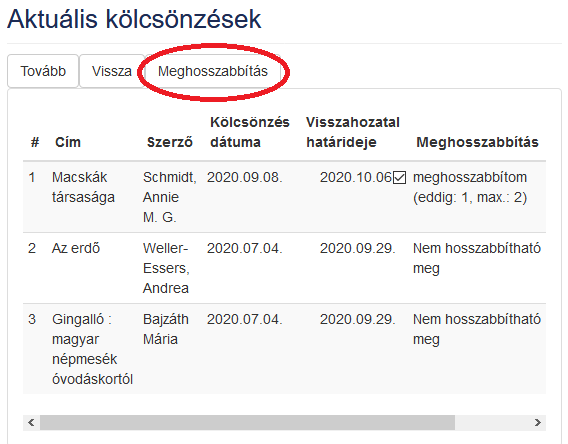 Aktuális kölcsönzések
Tovább Vissza Meghosszabbítás
# Cím Szerző Kölcsönzés dátuma Visszahozatal határideje Meghosszabbítás
1 Macskák társasága Schmidt, Annie M. G. 2020.09.08. 2020.10.06 meghosszabbítom (eddig: 1, max.: 2)
2 Az erdő Weller-Essers, Andrea 2020.07.04. 2020.09.29. Nem hosszabbítható meg
3 Gingalló : magyar népmesék óvodáskortól Bajzáth Mária 2020.07.04. 2020.09.29. Nem hosszabbítható meg